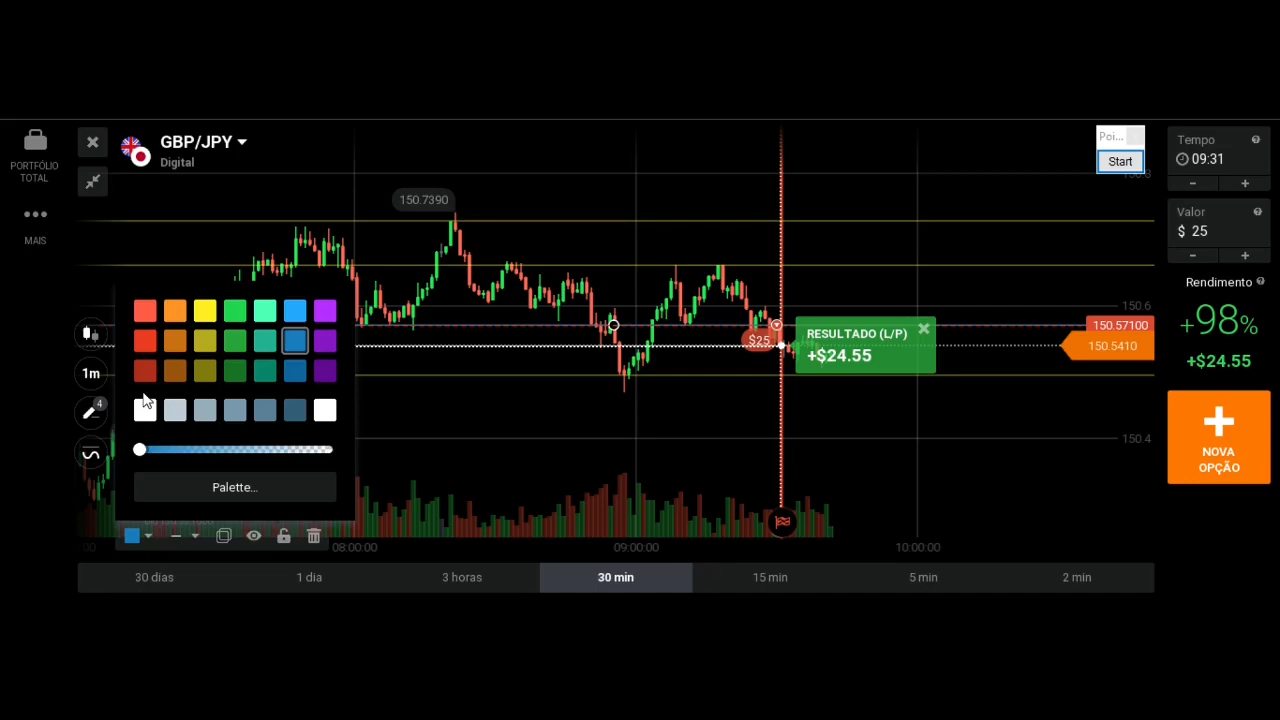 PORTFÓLIO
TOTAL
MAIS
GBP/JPY
Digital
150.7390
Poi...
Start
150.6
150.57100
150.5410
150.4
$25
RESULTADO (L/P)
+$24.55
1m
4
Palette...
08:00:00
09:00:00
10:00:00
30 dias
1 dia
3 horas
30 min
15 min
5 min
2 min
Tempo
09:31
Valor
$ 25
Rendimento
+98%
+$24.55
NOVA
OPÇÃO